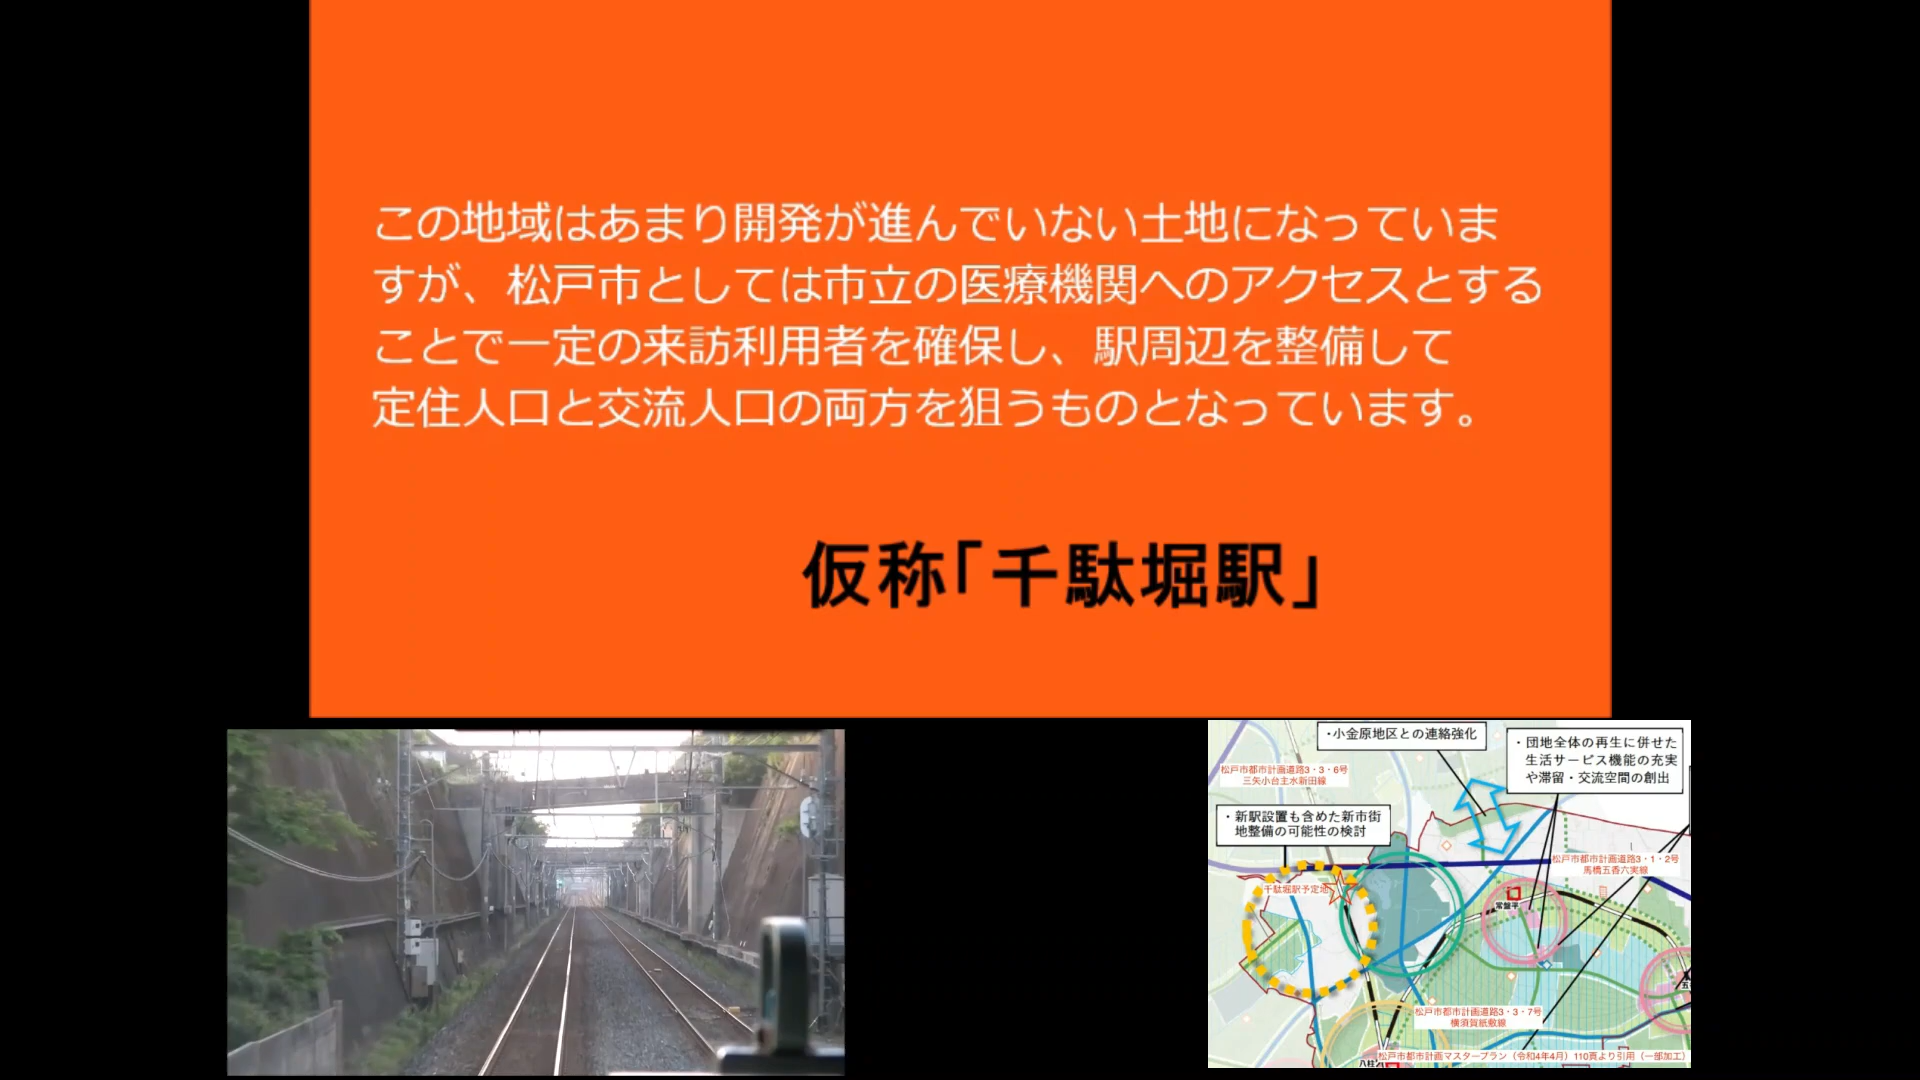 この地域はあまり開発が進んでいない土地になっていま
すが、松戸市としては市立の医療機関へのアクセスとする
ことで一定の来訪利用者を確保し、駅周辺を整備して
定住人口と交流人口の両方を狙うものとなっています。
仮称「千駄堀駅」
・小金原地区との連絡強化
・団地全体の再生に併せた
生活サービス機能の充実
や滞留・交流空間の創出
松戸市都市計画道路3・3・6号
三矢小台主水新田線
・新駅設置も含めた新市街
地整備の可能性の検討
松戸市都市計画道路3・1・2号
馬橋五香六実線
千駄堀駅予定地
常盤平
五
松戸市都市計画道路3・3・7号
横須賀紙敷線
八柱
松戸市都市計画マスタープラン（令和4年4月）110頁より引用（一部加工）